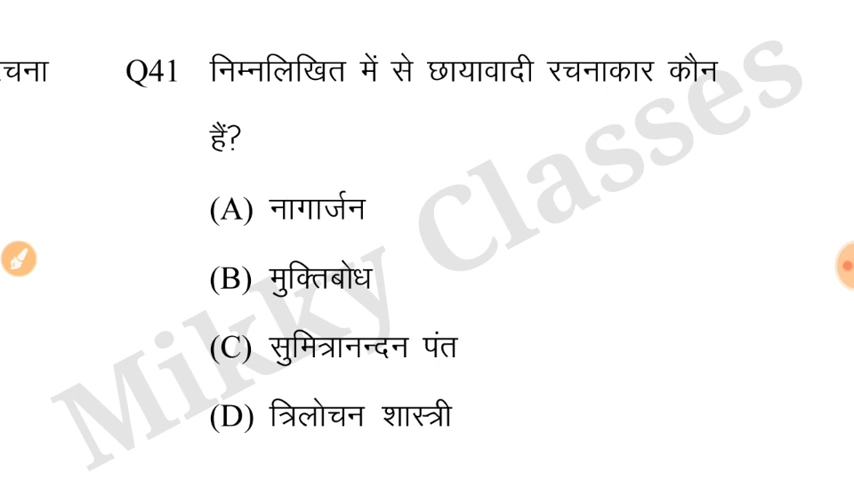 चना
Q41 निम्नलिखित में से छायावादी रचनाकार कौन
हैं?
(A) नागार्जन
(B) मुक्तिबोध
(C) सुमित्रानन्दन पंत
(D) त्रिलोचन शास्त्री
Mikky Classes